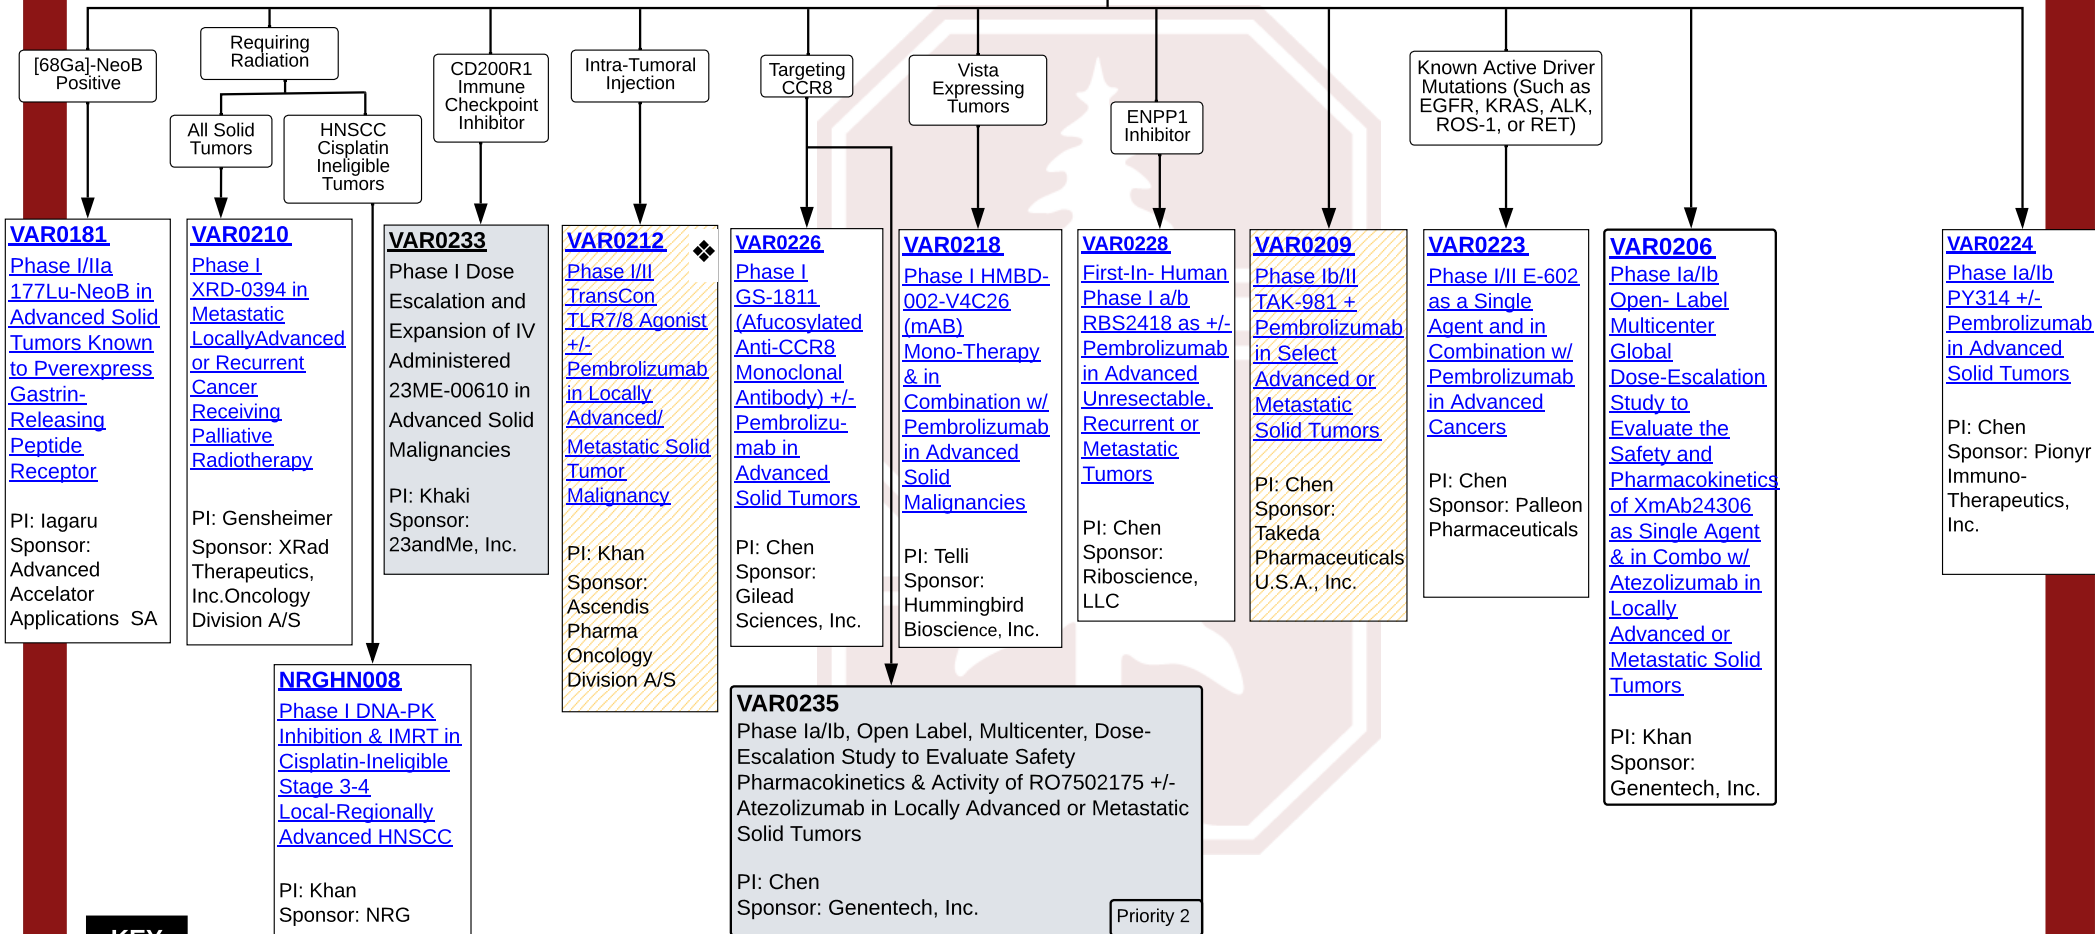 [68Ga]-NeoB
Positive
Requiring
Radiation
All Solid
Tumors
HNSCC
Cisplatin
Ineligible
Tumors
CD200R1
Immune
Checkpoint
Inhibitor
Intra-Tumoral
Injection
Targeting
CCR8
Vista
Expressing
Tumors
ENPP1
Inhibitor
Known Active Driver
Mutations (Such as
EGFR, KRAS, ALK,
ROS-1, or RET)
VAR0181
Phase I/IIa
177Lu-NeoB in
Advanced Solid
Tumors Known
to Pverexpress
Gastrin-
Releasing
Peptide
Receptor
PI: Iagaru
Sponsor:
Advanced
Accelator
Applications SA
VAR0210
Phase I
XRD-0394 in
Metastatic
LocallyAdvanced
or Recurrent
Cancer
Receiving
Palliative
Radiotherapy
PI: Gensheimer
Sponsor: XRad
Therapeutics,
Inc.Oncology
Division A/S
NRGHN008
Phase I DNA-PK
Inhibition & IMRT in
Cisplatin-Ineligible
Stage 3-4
Local-Regionally
Advanced HNSCC
PI: Khan
Sponsor: NRG
VAR0233
Phase I Dose
Escalation and
Expansion of IV
Administered
23ME-00610 in
Advanced Solid
Malignancies
PI: Khaki
Sponsor:
23andMe, Inc.
VAR0212 ❖
Phase I/II
TransCon
TLR7/8 Agonist
+/-
Pembrolizumab
in Locally
Advanced/
Metastatic Solid
Tumor
Malignancy
PI: Khan
Sponsor:
Ascendis
Pharma
Oncology
Division A/S
VAR0226
Phase I
GS-1811
(Afucosylated
Anti-CCR8
Monoclonal
Antibody) +/-
Pembrolizu-
mab in
Advanced
Solid Tumors
PI: Chen
Sponsor:
Gilead
Sciences, Inc.
VAR0235
Phase Ia/Ib, Open Label, Multicenter, Dose-
Escalation Study to Evaluate Safety
Pharmacokinetics & Activity of RO7502175 +/-
Atezolizumab in Locally Advanced or Metastatic
Solid Tumors
PI: Chen
Sponsor: Genentech, Inc.
Priority 2
VAR0218
Phase I HMBD-
002-V4C26
(mAB)
Mono-Therapy
& in
Combination w/
Pembrolizumab
in Advanced
Solid
Malignancies
PI: Telli
Sponsor:
Hummingbird
Bioscience, Inc.
VAR0228
First-In- Human
Phase I a/b
RBS2418 as +/-
Pembrolizumab
in Advanced
Unresectable,
Recurrent or
Metastatic
Tumors
PI: Chen
Sponsor:
Riboscience,
LLC
VAR0209
Phase Ib/II
TAK-981 +
Pembrolizumab
in Select
Advanced or
Metastatic
Solid Tumors
PI: Chen
Sponsor:
Takeda
Pharmaceuticals
U.S.A., Inc.
VAR0223
Phase I/II E-602
as a Single
Agent and in
Combination w/
Pembrolizumab
in Advanced
Cancers
PI: Chen
Sponsor: Palleon
Pharmaceuticals
VAR0206
Phase Ia/Ib
Open- Label
Multicenter
Global
Dose-Escalation
Study to
Evaluate the
Safety and
Pharmacokinetics
of XmAb24306
as Single Agent
& in Combo w/
Atezolizumab in
Locally
Advanced or
Metastatic Solid
Tumors
PI: Khan
Sponsor:
Genentech, Inc.
VAR0224
Phase Ia/Ib
PY314 +/-
Pembrolizumab
in Advanced
Solid Tumors
PI: Chen
Sponsor: Pionyr
Immuno-
Therapeutics,
Inc.
KEY